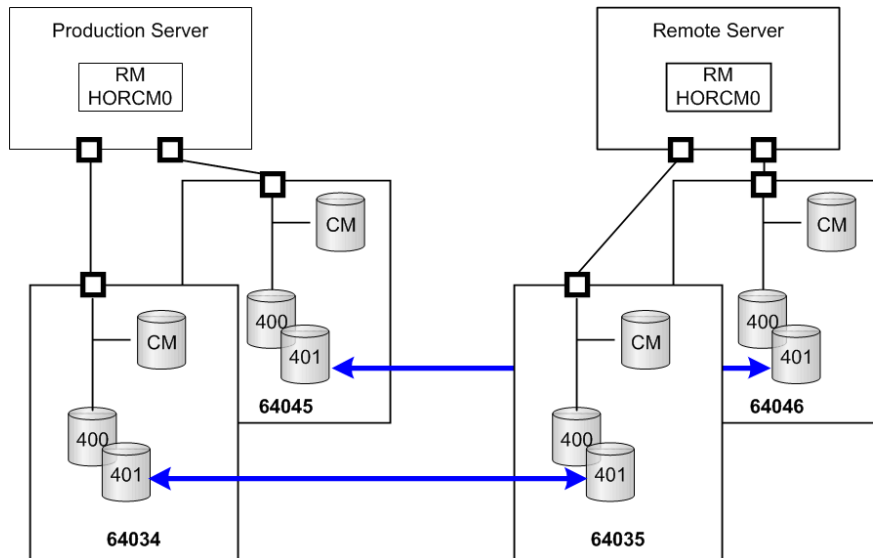 Production Server
RM
HORCM0
Remote Server
RM
HORCM0
CM
400
401
64045
CM
400
401
64046
CM
400
401
64034
CM
400
401
64035